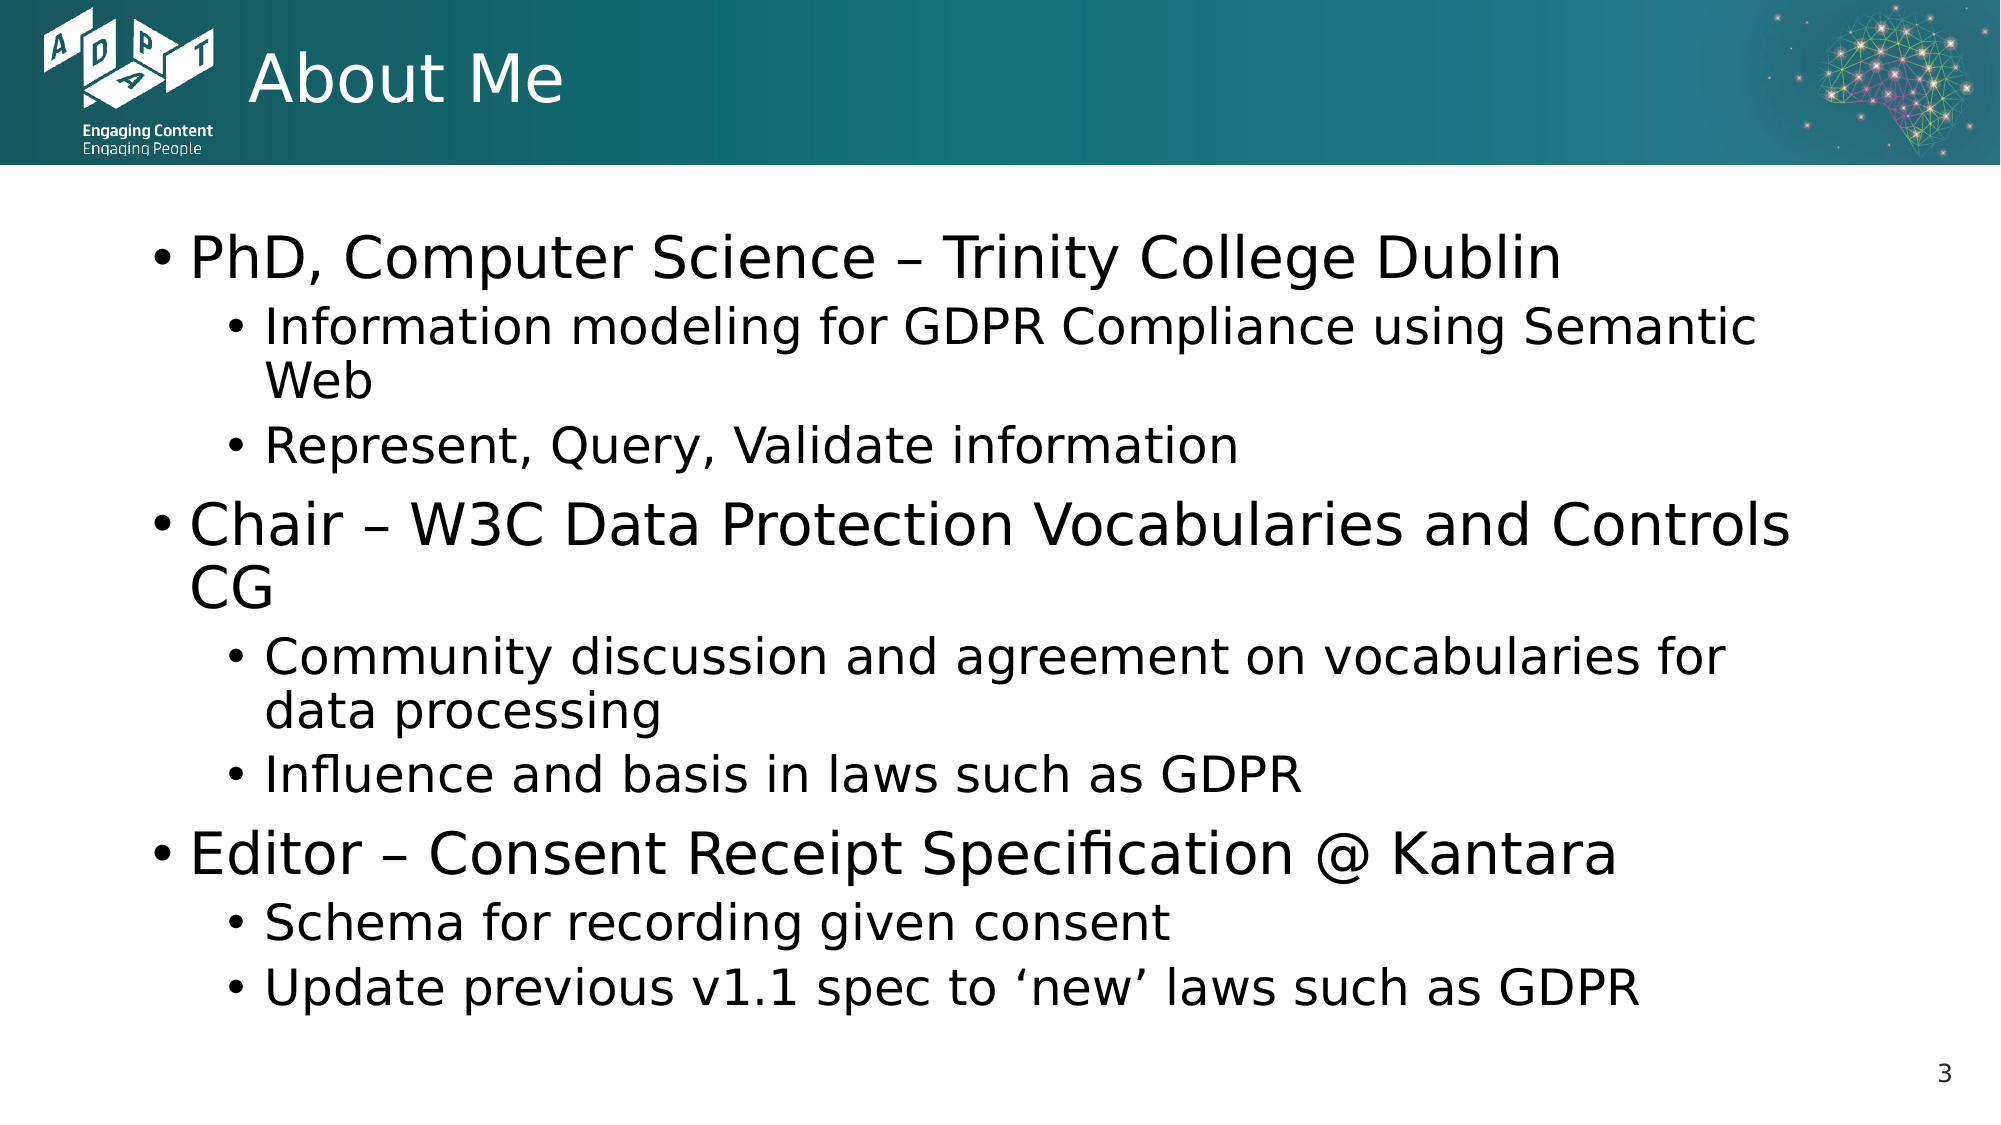 ADAPT
Engaging Content
Engaging People
About Me
• PhD, Computer Science – Trinity College Dublin
• Information modeling for GDPR Compliance using Semantic
Web
• Represent, Query, Validate information
• Chair – W3C Data Protection Vocabularies and Controls
CG
• Community discussion and agreement on vocabularies for
data processing
• Influence and basis in laws such as GDPR
• Editor – Consent Receipt Specification @ Kantara
• Schema for recording given consent
• Update previous v1.1 spec to ‘new’ laws such as GDPR
3